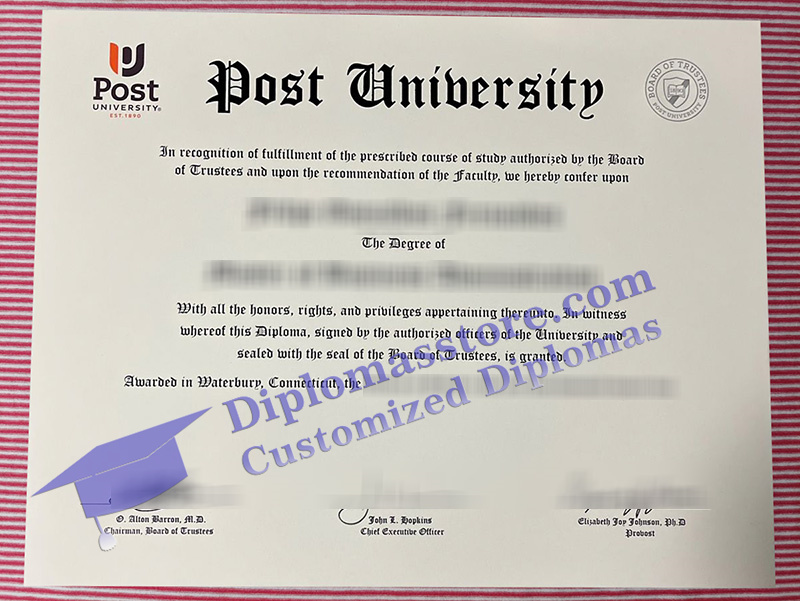 Post
UNIVERSITY®
EST.1890
Post University
BOARD OF TRUSTEES
POST UNIVERSITY
In recognition of fulfillment of the prescribed course of study authorized by the Board
of Trustees and upon the recommendation of the Faculty, we hereby confer upon
The Degree of
With all the honors, rights, and privileges appertaining thereunto. In witness
whereof this Diploma, signed by the authorized officers of the University and
sealed with the seal of the Board of Trustees, is granted.
Awarded in Waterbury, Connecticut, the
Diplomasstore.com
Customized Diplomas
O. Alton Barron, M.D.
Chairman, Board of Trustees
John L. Hopkins
Chief Executive Officer
Elizabeth Joy Johnson, Ph.D
Provost